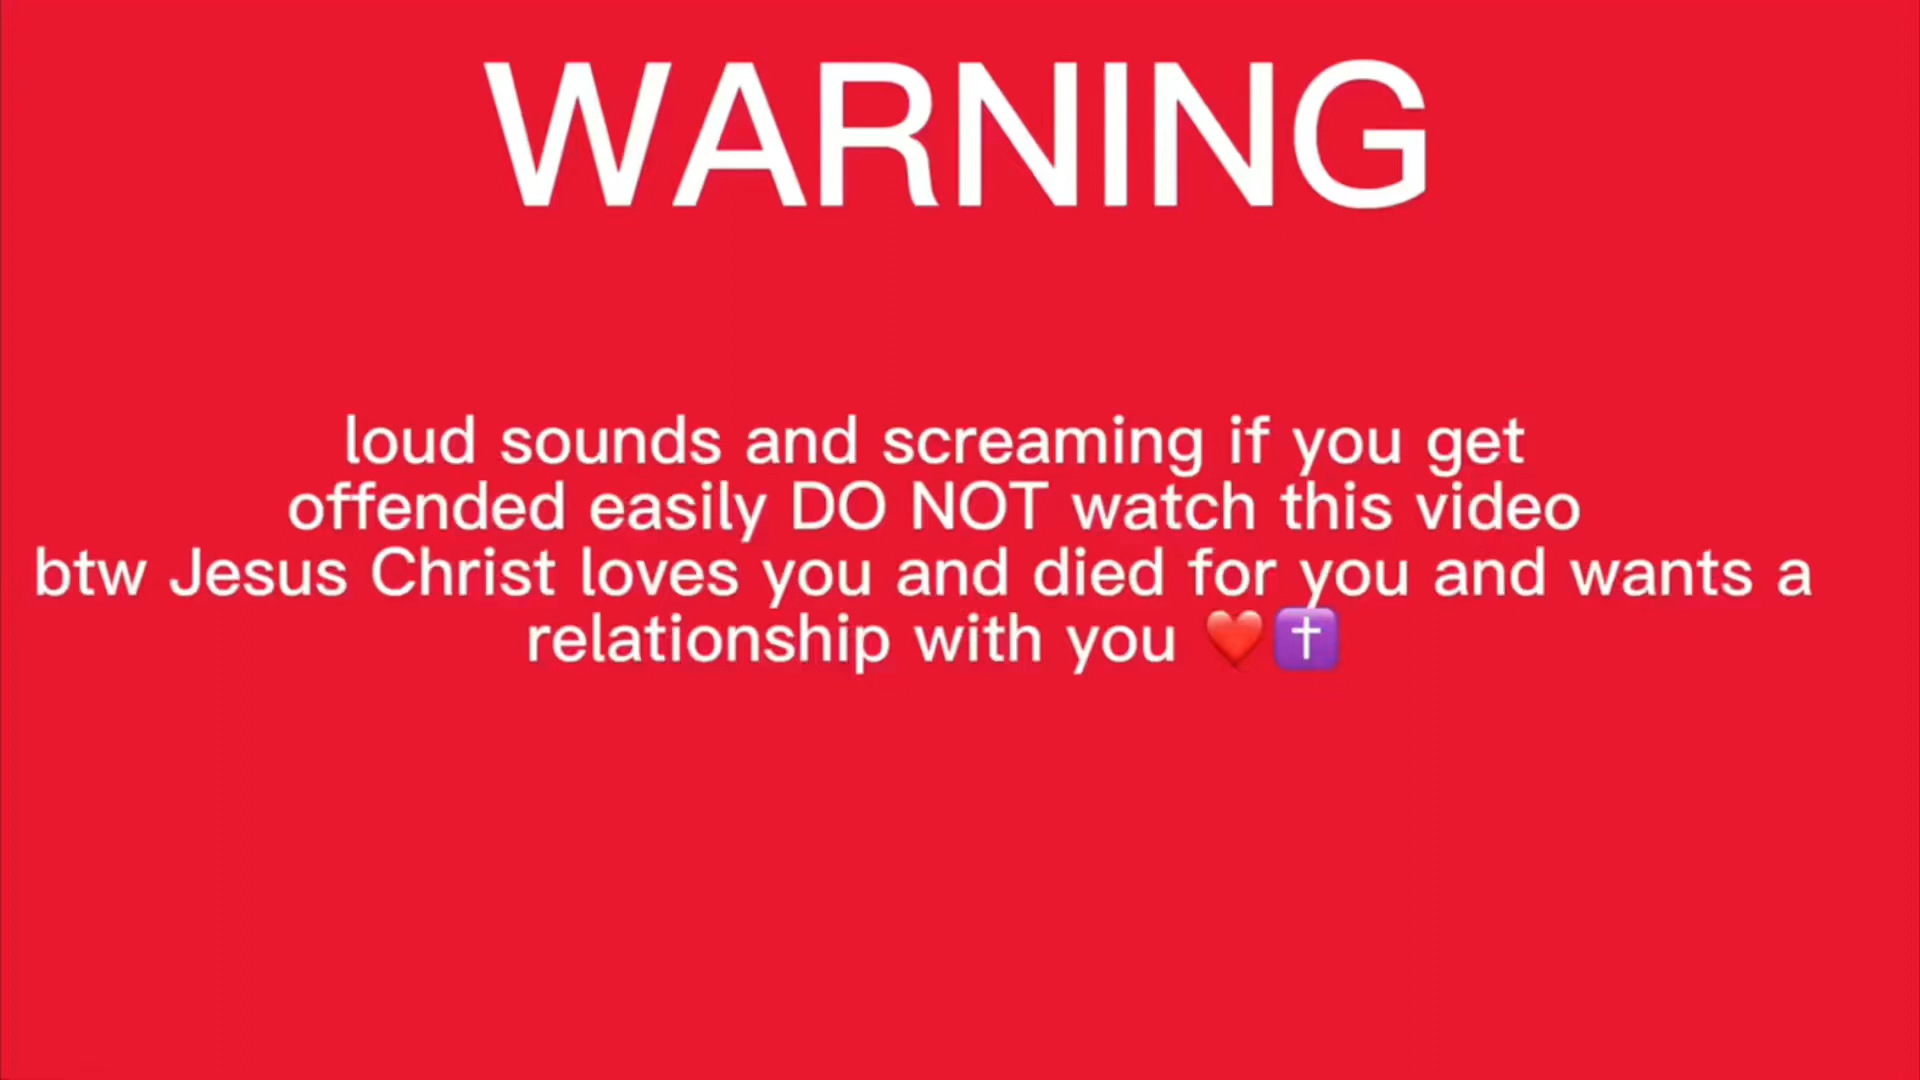 WARNING
loud sounds and screaming if you get
offended easily DO NOT watch this video
btw Jesus Christ loves you and died for you and wants a
relationship with you ❤️✝️